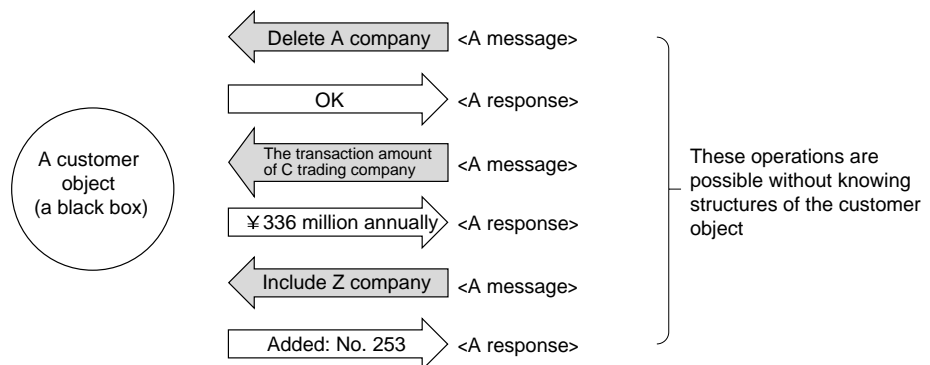 Delete A company <A message>
OK <A response>
A customer
object
(a black box)
The transaction amount
of C trading company <A message>
¥ 336 million annually <A response>
Include Z company <A message>
Added: No. 253 <A response>
These operations are
possible without knowing
structures of the customer
object